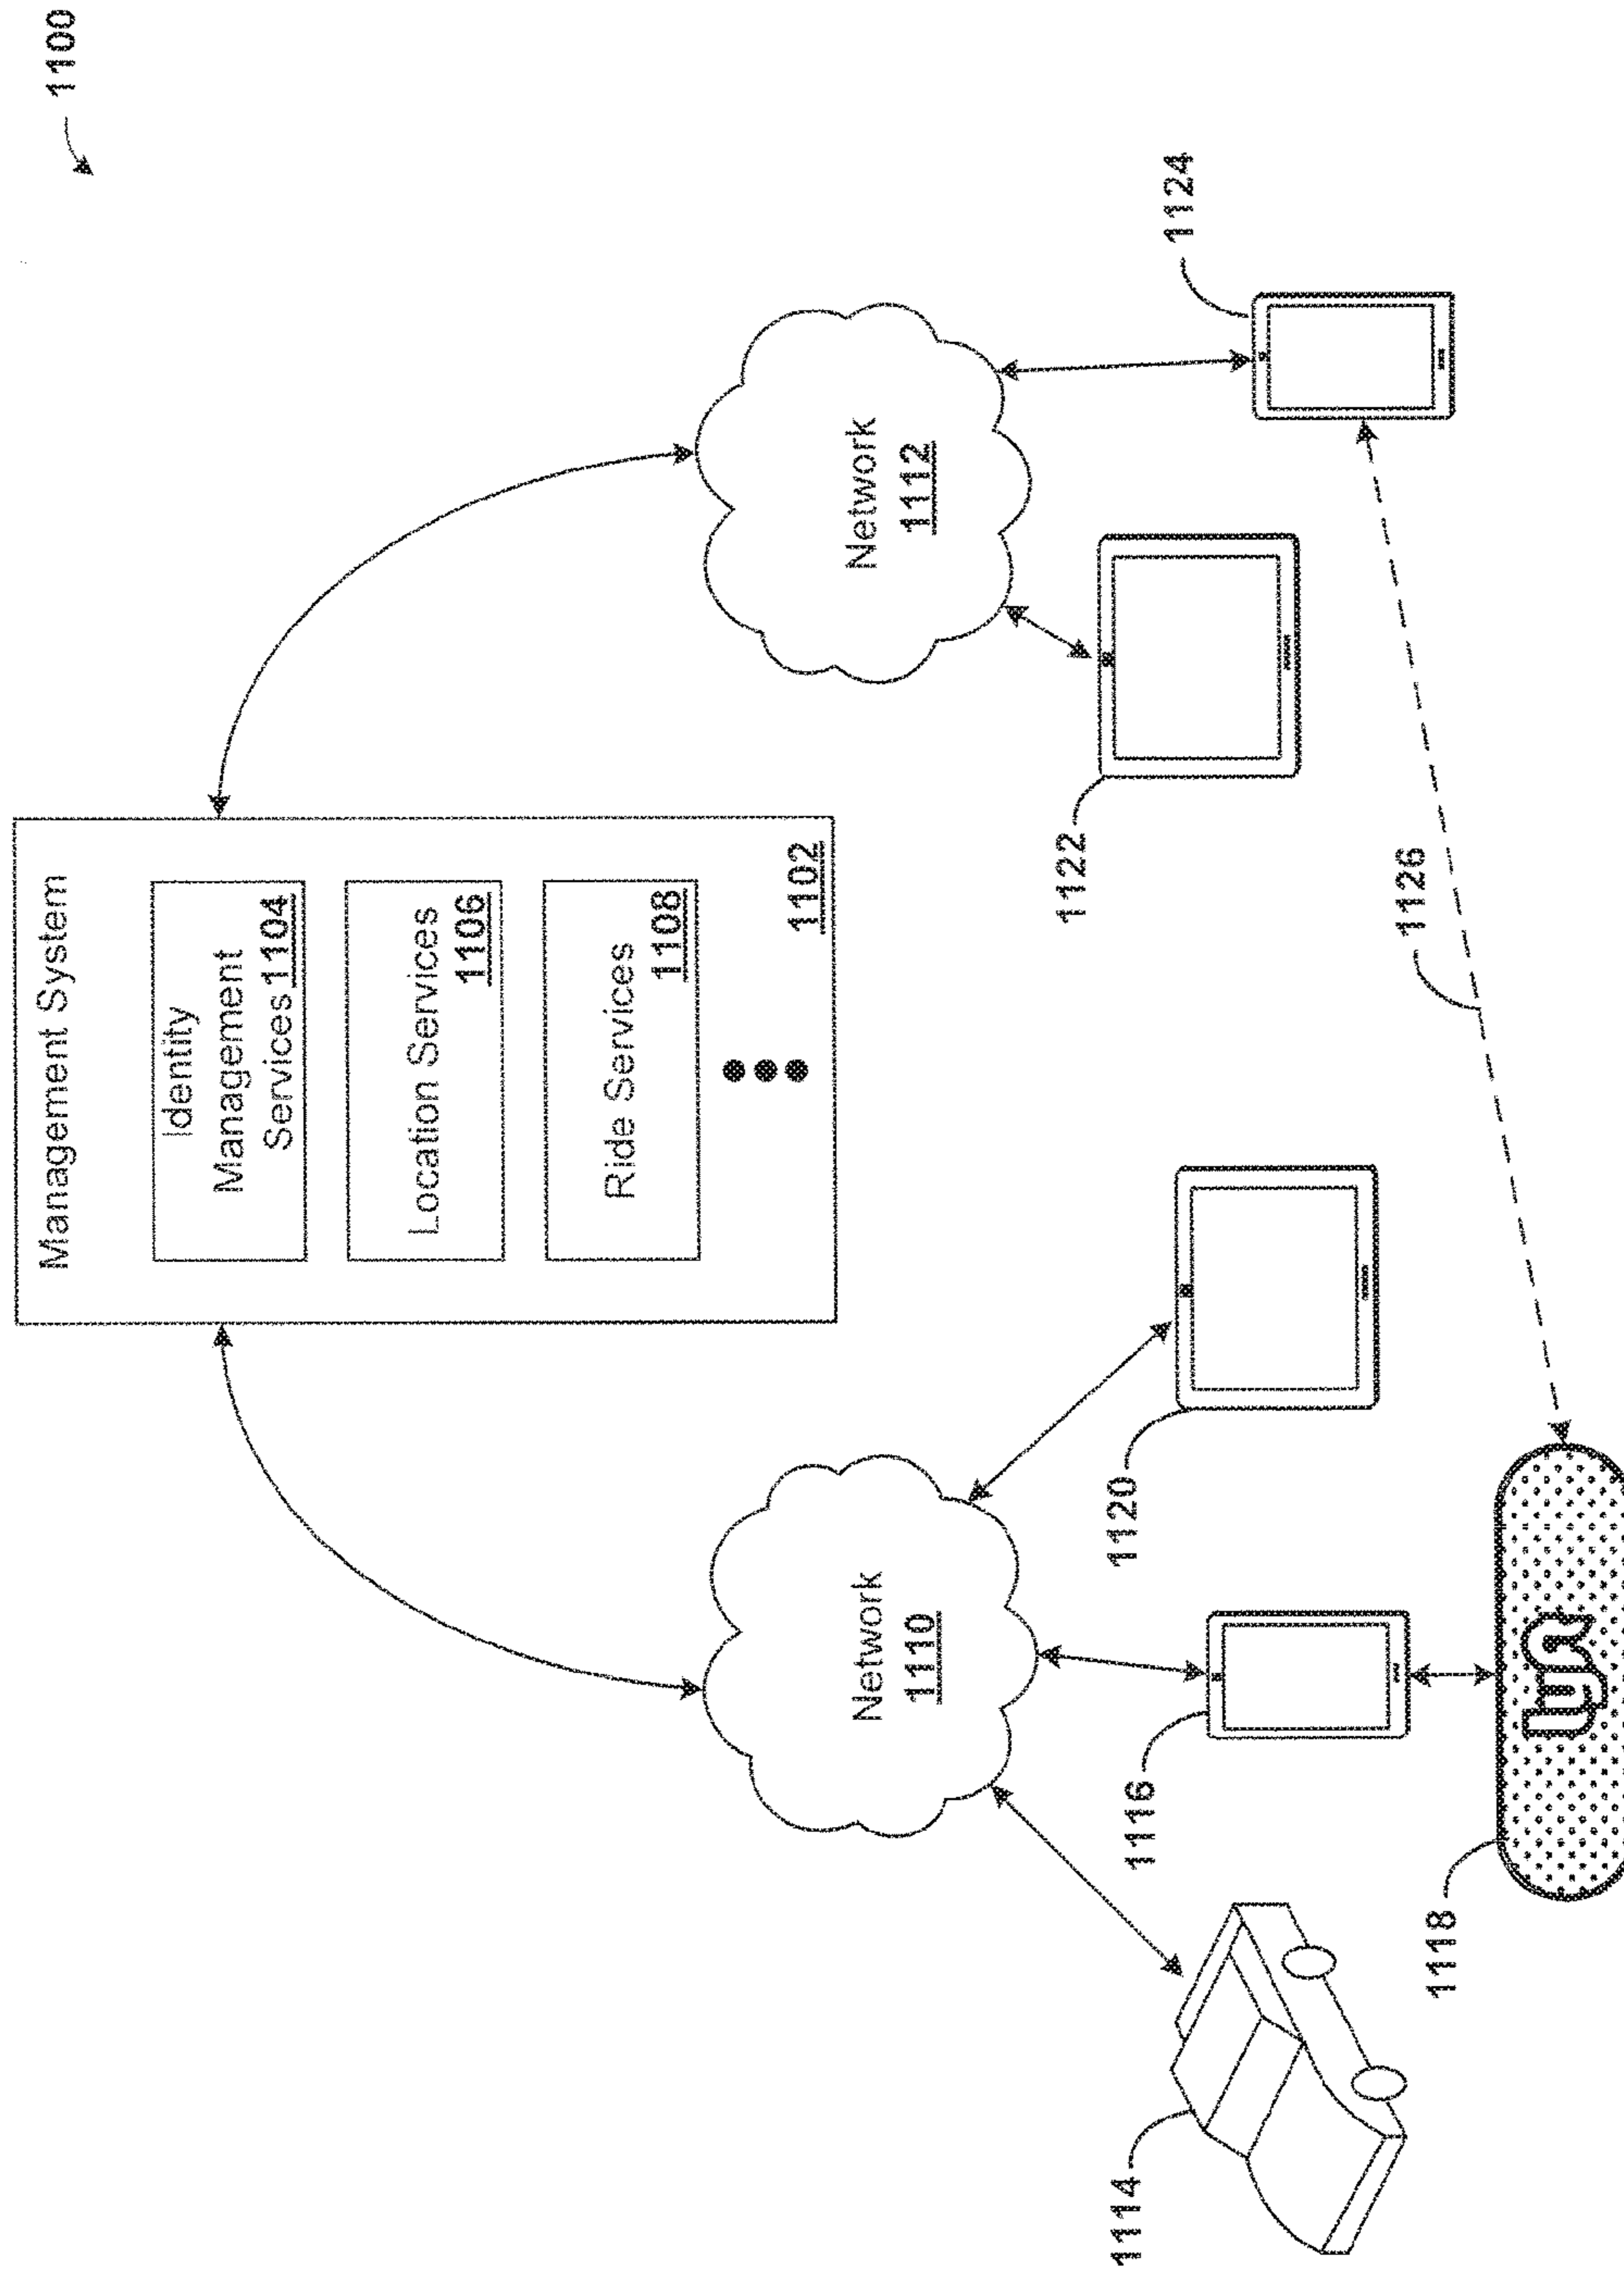 1100
Management System
Identity
Management
Services 1104
Location Services
1106
Ride Services
1108
1102
Network
1110
Network
1112
1114
1116
1120
1122
1124
1118
1126
lyft